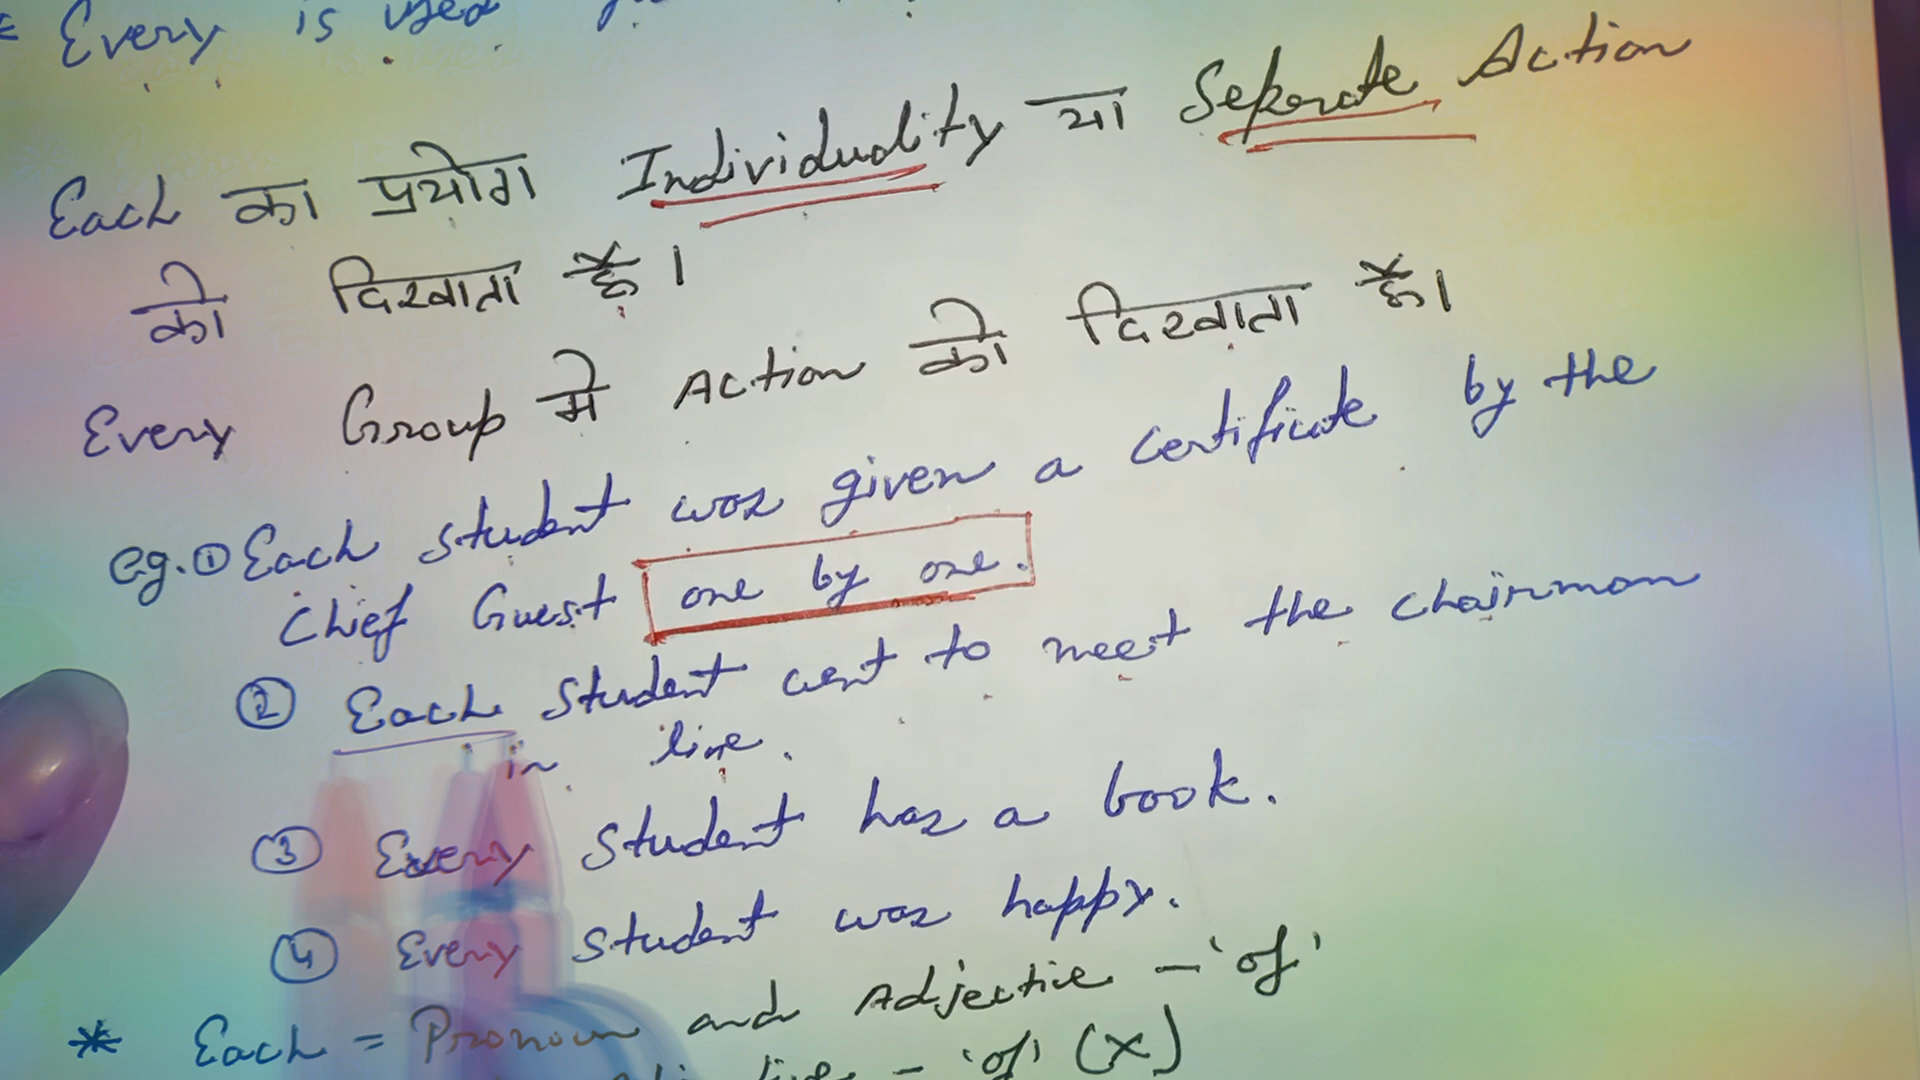 Every is used
Each का प्रयोग Individuality या Seperate Action
को दिखाता है।
Every Group मे Action को दिखाता है।
eg. ① Each student was given a certificate by the
Chief Guest one by one.
② Each student went to meet the chairman
in line.
③ Every student has a book.
④ Every student was happy.
* Each = Pronoun and Adjective - 'of'
- 'of' (x)